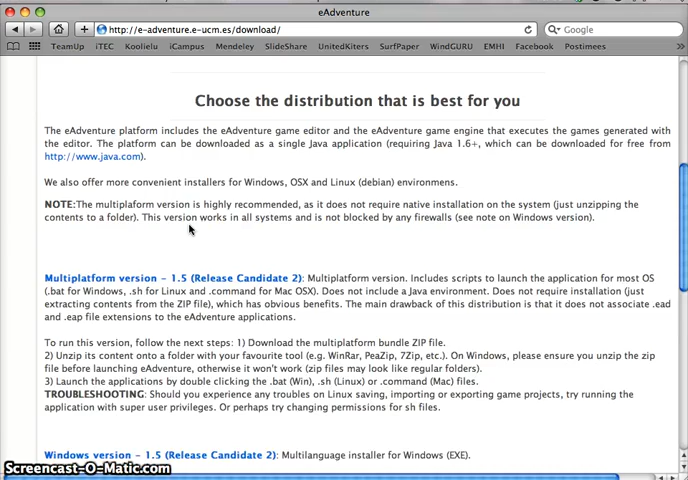 eAdventure
http://e-adventure.e-ucm.es/download/
Google
TeamUp iTEC Koolielu iCampus Mendeley SlideShare UnitedKiters SurfPaper WindGURU EMHI Facebook Postimees
Choose the distribution that is best for you
The eAdventure platform includes the eAdventure game editor and the eAdventure game engine that executes the games generated with
the editor. The platform can be downloaded as a single Java application (requiring Java 1.6+, which can be downloaded for free from
http://www.java.com).
We also offer more convenient installers for Windows, OSX and Linux (debian) environmens.
NOTE:The multiplaform version is highly recommended, as it does not require native installation on the system (just unzipping the
contents to a folder). This version works in all systems and is not blocked by any firewalls (see note on Windows version).
Multiplatform version - 1.5 (Release Candidate 2): Multiplatform version. Includes scripts to launch the application for most OS
(.bat for Windows, .sh for Linux and .command for Mac OSX). Does not include a Java environment. Does not require installation (just
extracting contents from the ZIP file), which has obvious benefits. The main drawback of this distribution is that it does not associate .ead
and .eap file extensions to the eAdventure applications.
To run this version, follow the next steps: 1) Download the multiplatform bundle ZIP file.
2) Unzip its content onto a folder with your favourite tool (e.g. WinRar, PeaZip, 7Zip, etc.). On Windows, please ensure you unzip the zip
file before launching eAdventure, otherwise it won't work (zip files may look like regular folders).
3) Launch the applications by double clicking the .bat (Win), .sh (Linux) or .command (Mac) files.
TROUBLESHOOTING: Should you experience any troubles on Linux saving, importing or exporting game projects, try running the
application with super user privileges. Or perhaps try changing permissions for sh files.
Windows version - 1.5 (Release Candidate 2): Multilanguage installer for Windows (EXE).
Screencast-O-Matic.com